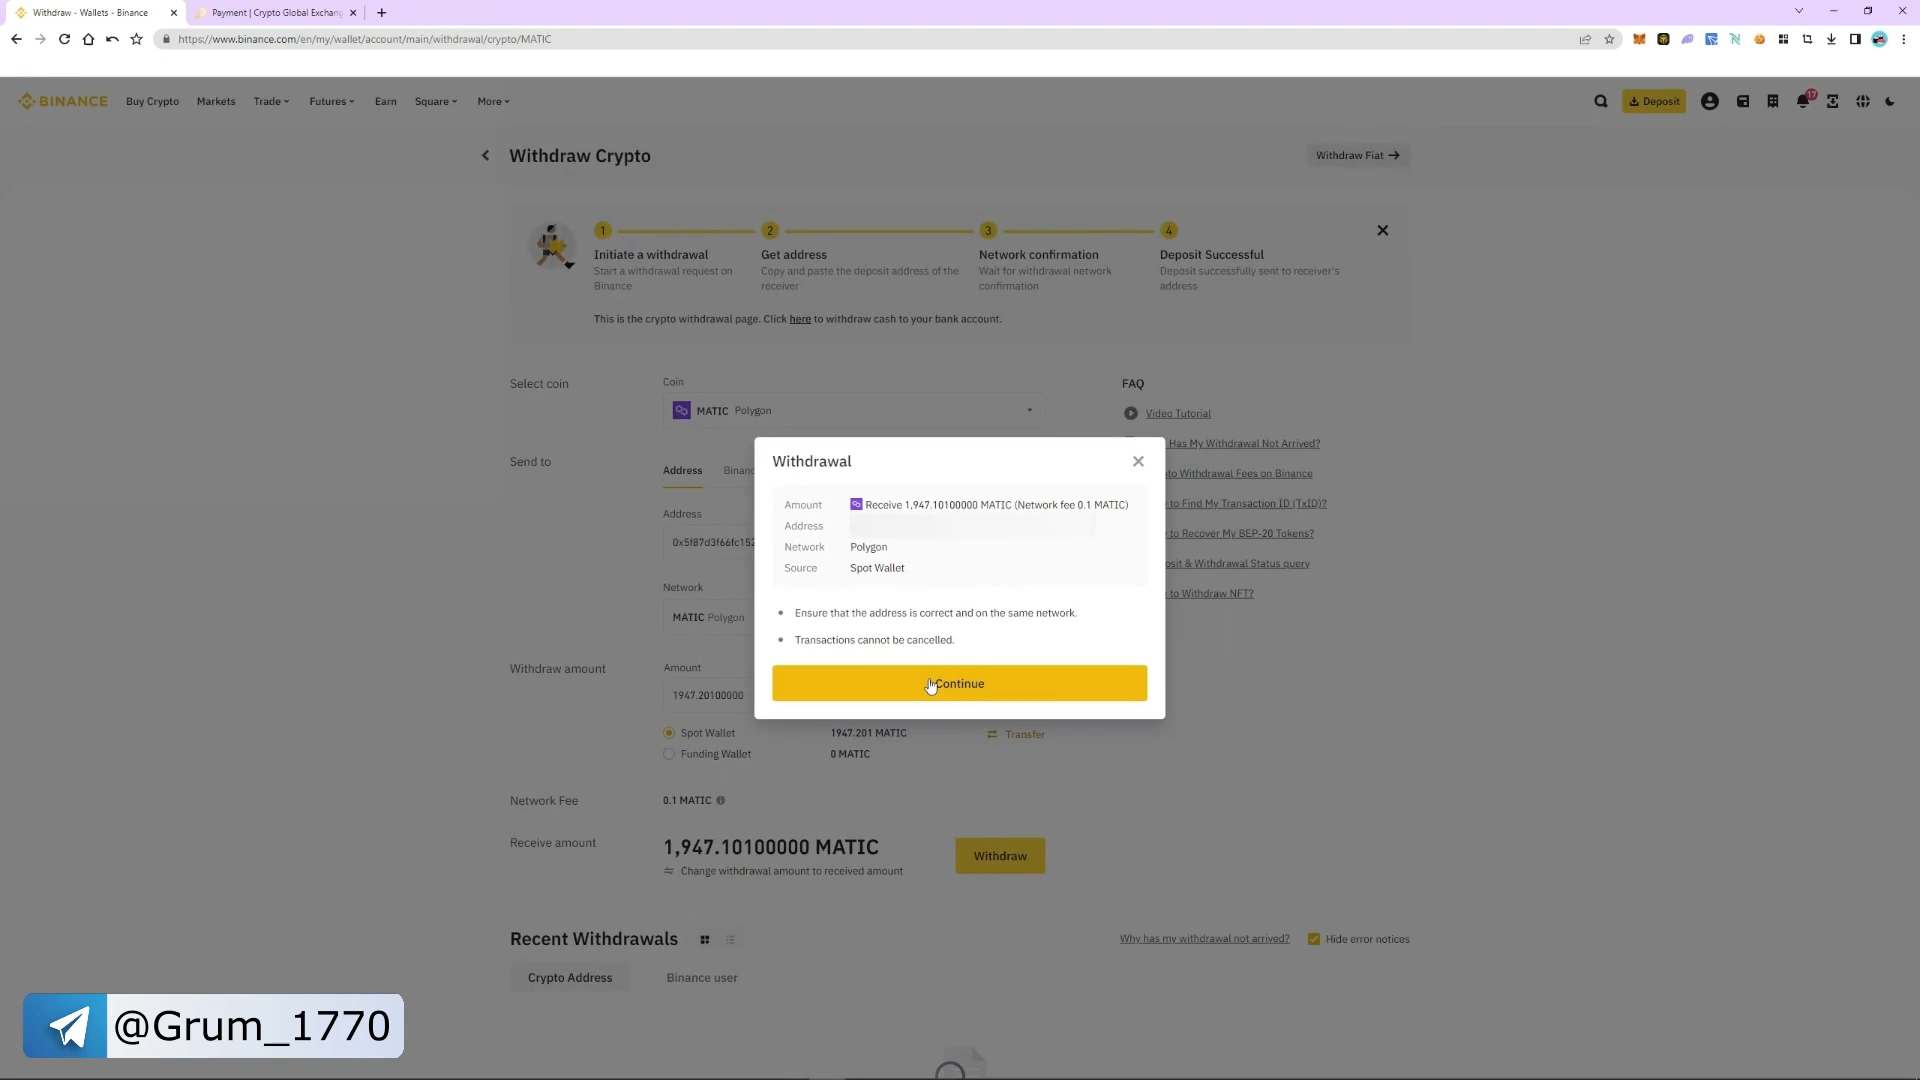 Withdraw - Wallets - Binance
Payment | Crypto Global Exchang
https://www.binance.com/en/my/wallet/account/main/withdrawal/crypto/MATIC
BINANCE Buy Crypto Markets Trade Futures Earn Square More Deposit 17
Withdraw Crypto
Withdraw Fiat
1 2 3 4
Initiate a withdrawal
Start a withdrawal request on
Binance
Get address
Copy and paste the deposit address of the
receiver
Network confirmation
Wait for withdrawal network
confirmation
Deposit Successful
Deposit successfully sent to receiver's
address
This is the crypto withdrawal page. Click here to withdraw cash to your bank account.
Select coin
Coin
MATIC Polygon
FAQ
Video Tutorial
Has My Withdrawal Not Arrived?
to Withdrawal Fees on Binance
to Find My Transaction ID (TxID)?
to Recover My BEP-20 Tokens?
osit & Withdrawal Status query
to Withdraw NFT?
Send to
Address Binanc
Address
0x5f87d3f66fc152
Network
MATIC Polygon
Withdrawal
Amount Receive 1,947.10100000 MATIC (Network fee 0.1 MATIC)
Address
Network Polygon
Source Spot Wallet
Ensure that the address is correct and on the same network.
Transactions cannot be cancelled.
Continue
Withdraw amount
Amount
1947.20100000
Spot Wallet 1947.201 MATIC Transfer
Funding Wallet 0 MATIC
Network Fee 0.1 MATIC
Receive amount 1,947.10100000 MATIC
Change withdrawal amount to received amount
Withdraw
Recent Withdrawals
Why has my withdrawal not arrived? Hide error notices
Crypto Address Binance user
@Grum_1770